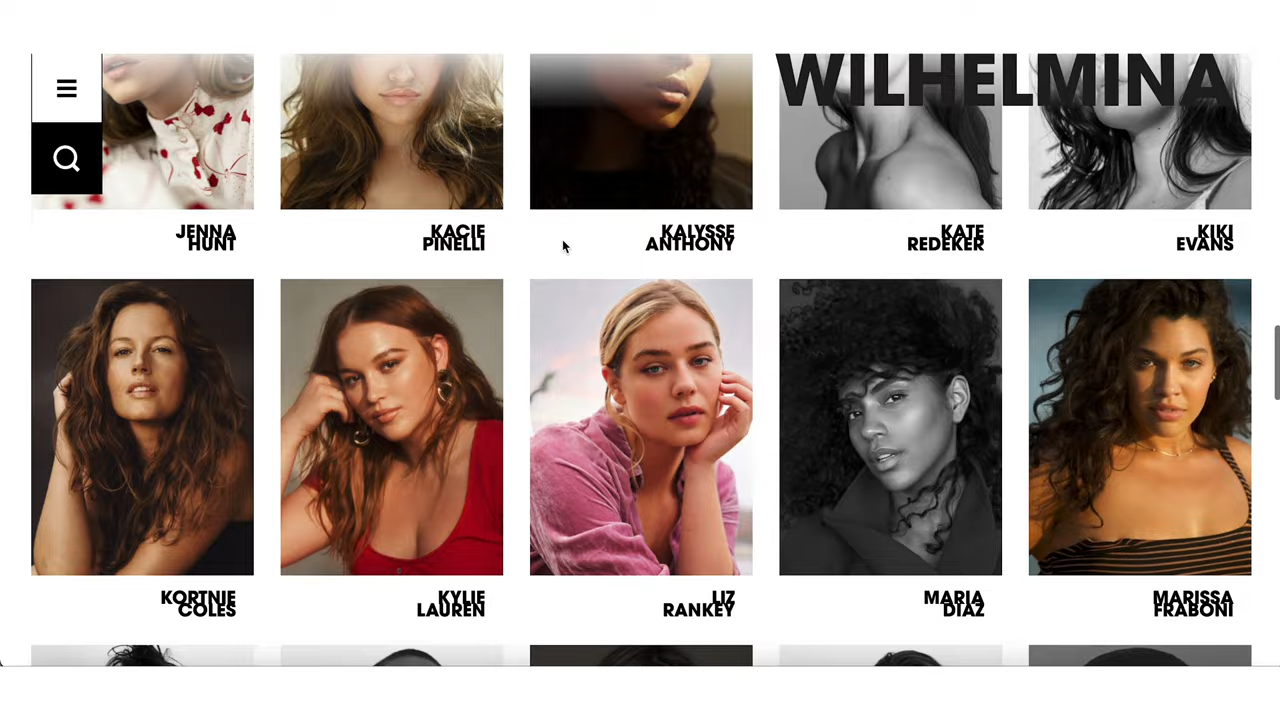 WILHELMINA
JENNA
HUNT
KACIE
PINELLI
KALYSSE
ANTHONY
KATE
REDEKER
KIKI
EVANS
KORTNIE
COLES
KYLIE
LAUREN
LIZ
RANKEY
MARIA
DIAZ
MARISSA
FRABONI